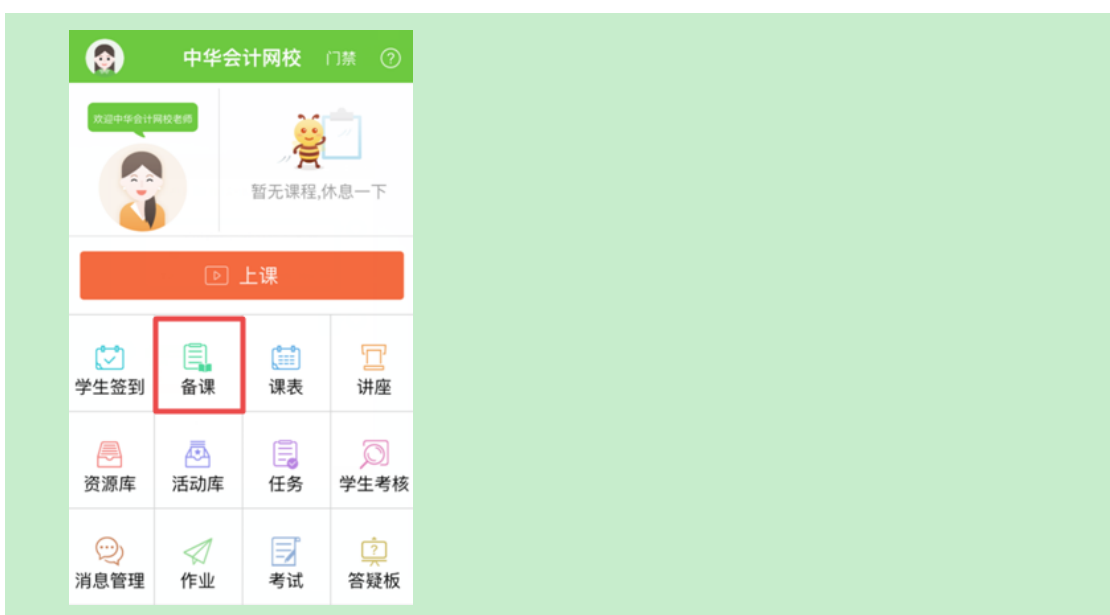 中华会计网校 门禁 ?
欢迎中华会计网校老师
暂无课程,休息一下
上课
学生签到 备课 课表 讲座
资源库 活动库 任务 学生考核
消息管理 作业 考试 答疑板